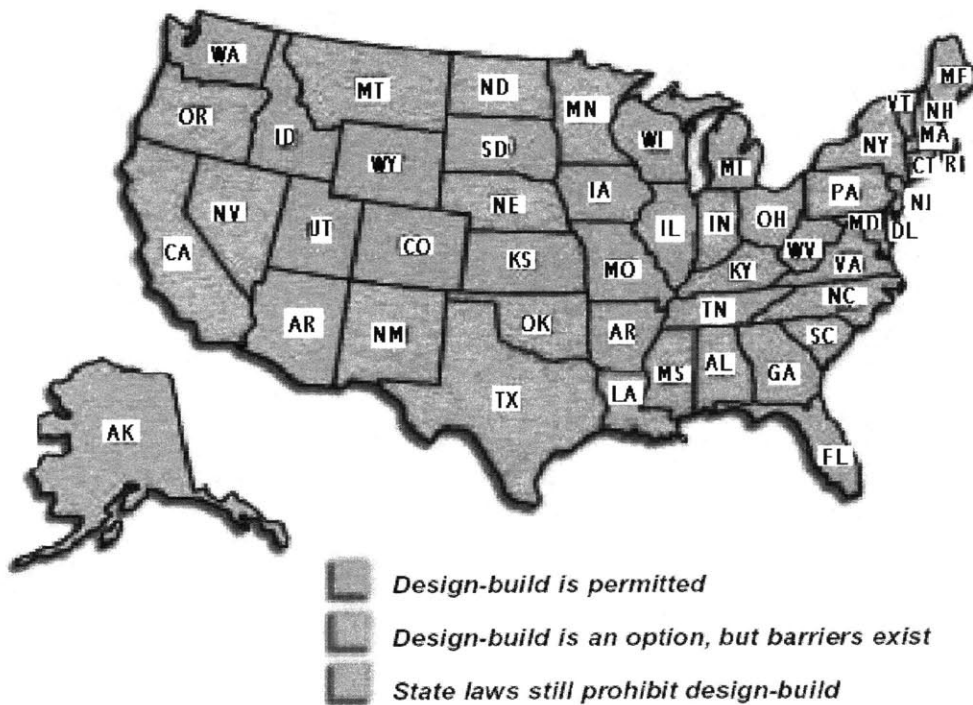 WA
MT
ND
MN
VT
ME
NH
OR
ID
SD
WI
NY
MA
WY
MI
CT RI
IA
PA
NV
NE
NJ
UT
IL
IN
OH
MD
DL
CA
CO
WV
KS
MO
KY
VA
NC
TN
AR
NM
OK
AR
SC
MS
AL
GA
TX
LA
AK
FL
Design-build is permitted
Design-build is an option, but barriers exist
State laws still prohibit design-build